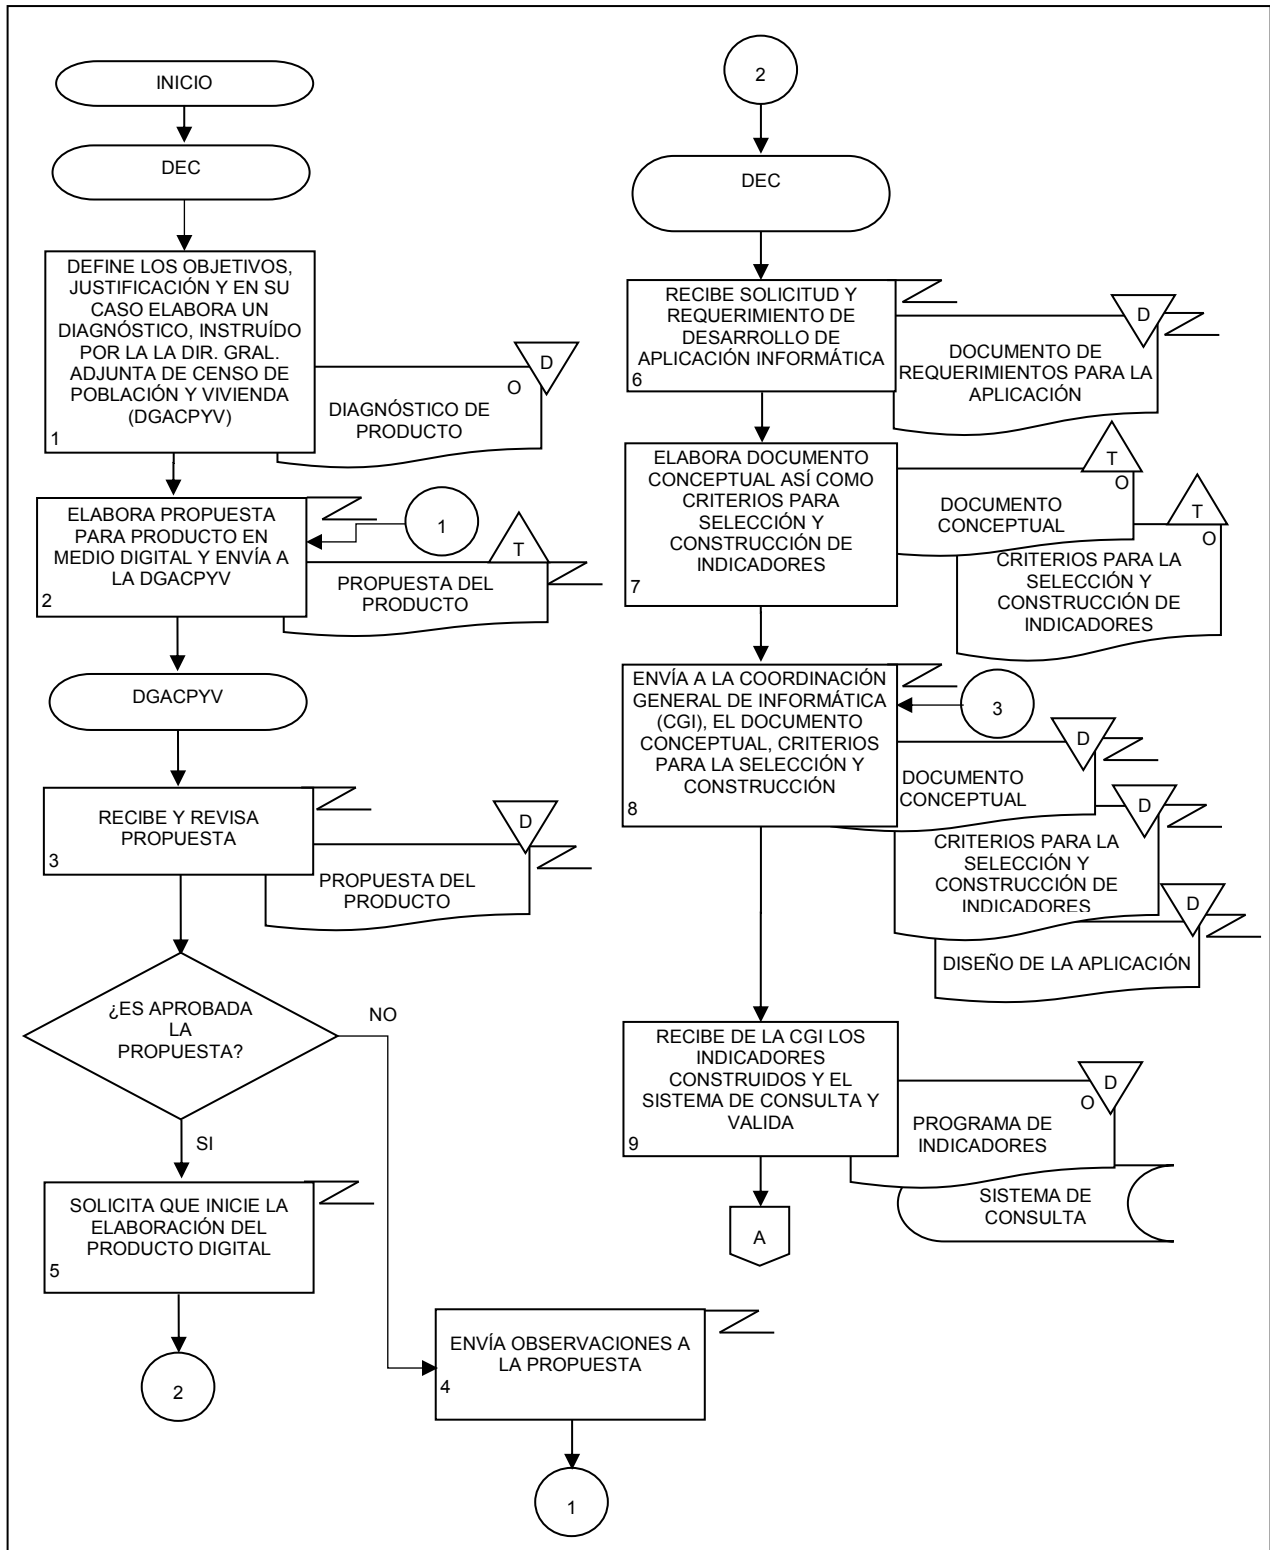 INICIO
DEC
DEFINE LOS OBJETIVOS,
JUSTIFICACIÓN Y EN SU
CASO ELABORA UN
DIAGNÓSTICO, INSTRUÍDO
POR LA LA DIR. GRAL.
ADJUNTA DE CENSO DE
POBLACIÓN Y VIVIENDA
(DGACPYV)
1
D
O
DIAGNÓSTICO DE
PRODUCTO
ELABORA PROPUESTA
PARA PRODUCTO EN
MEDIO DIGITAL Y ENVÍA A
LA DGACPYV
2
1
T
PROPUESTA DEL
PRODUCTO
DGACPYV
RECIBE Y REVISA
PROPUESTA
3
D
PROPUESTA DEL
PRODUCTO
¿ES APROBADA
LA
PROPUESTA?
NO
SI
SOLICITA QUE INICIE LA
ELABORACIÓN DEL
PRODUCTO DIGITAL
5
2
ENVÍA OBSERVACIONES A
LA PROPUESTA
4
1
2
DEC
RECIBE SOLICITUD Y
REQUERIMIENTO DE
DESARROLLO DE
APLICACIÓN INFORMÁTICA
6
D
DOCUMENTO DE
REQUERIMIENTOS PARA LA
APLICACIÓN
ELABORA DOCUMENTO
CONCEPTUAL ASÍ COMO
CRITERIOS PARA
SELECCIÓN Y
CONSTRUCCIÓN DE
INDICADORES
7
T
O
DOCUMENTO
CONCEPTUAL
T
O
CRITERIOS PARA LA
SELECCIÓN Y
CONSTRUCCIÓN DE
INDICADORES
ENVÍA A LA COORDINACIÓN
GENERAL DE INFORMÁTICA
(CGI), EL DOCUMENTO
CONCEPTUAL, CRITERIOS
PARA LA SELECCIÓN Y
CONSTRUCCIÓN
8
3
D
DOCUMENTO
CONCEPTUAL
D
CRITERIOS PARA LA
SELECCIÓN Y
CONSTRUCCIÓN DE
INDICADORES
D
DISEÑO DE LA APLICACIÓN
RECIBE DE LA CGI LOS
INDICADORES
CONSTRUIDOS Y EL
SISTEMA DE CONSULTA Y
VALIDA
9
D
O
PROGRAMA DE
INDICADORES
SISTEMA DE
CONSULTA
A